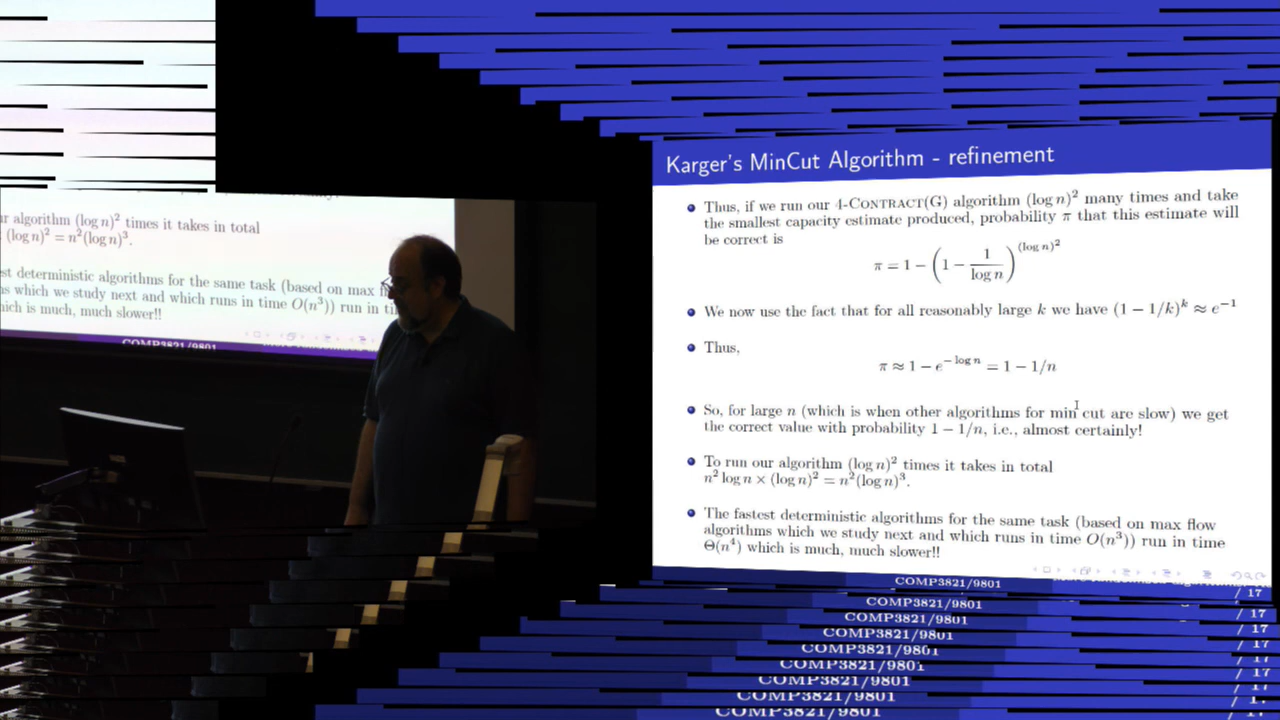 r algorithm (log n)² times it takes in total
(log n)² = n²(log n)³.
st deterministic algorithms for the same task (based on max
s which we study next and which runs in time O(n³)) run in
hich is much, much slower!!
COMP3821/9801
Karger's MinCut Algorithm - refinement
Thus, if we run our 4-CONTRACT(G) algorithm (log n)² many times and take
the smallest capacity estimate produced, probability π that this estimate will
be correct is
π = 1 − (1 − 1/log n)^(log n)²
We now use the fact that for all reasonably large k we have (1 − 1/k)^k ≈ e^−1
Thus,
π ≈ 1 − e^− log n = 1 − 1/n
So, for large n (which is when other algorithms for min cut are slow) we get
the correct value with probability 1 − 1/n, i.e., almost certainly!
To run our algorithm (log n)² times it takes in total
n² log n × (log n)² = n²(log n)³.
The fastest deterministic algorithms for the same task (based on max flow
algorithms which we study next and which runs in time O(n³)) run in time
Θ(n⁴) which is much, much slower!!
COMP3821/9801
/ 17
COMP3821/9801
/ 17
COMP3821/9801
/ 17
COMP3821/9801
/ 17
COMP3821/9801
COMP3821/9801
/ 17
COMP3821/9801
COMP3821/9801